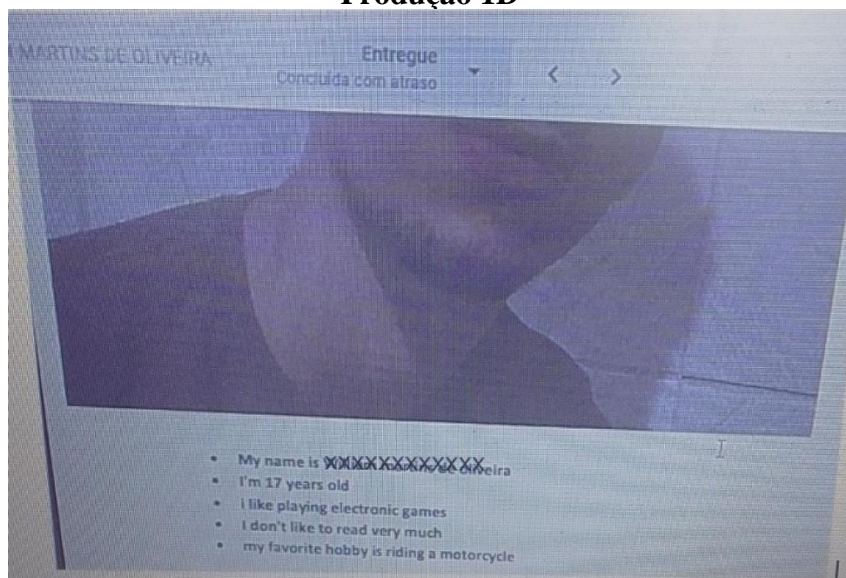 Produção 1D
MARTINS DE OLIVEIRA
Entregue
Concluída com atraso
• My name is XXXXXXXXXXXXeira
• I'm 17 years old
• i like playing electronic games
• I don't like to read very much
• my favorite hobby is riding a motorcycle